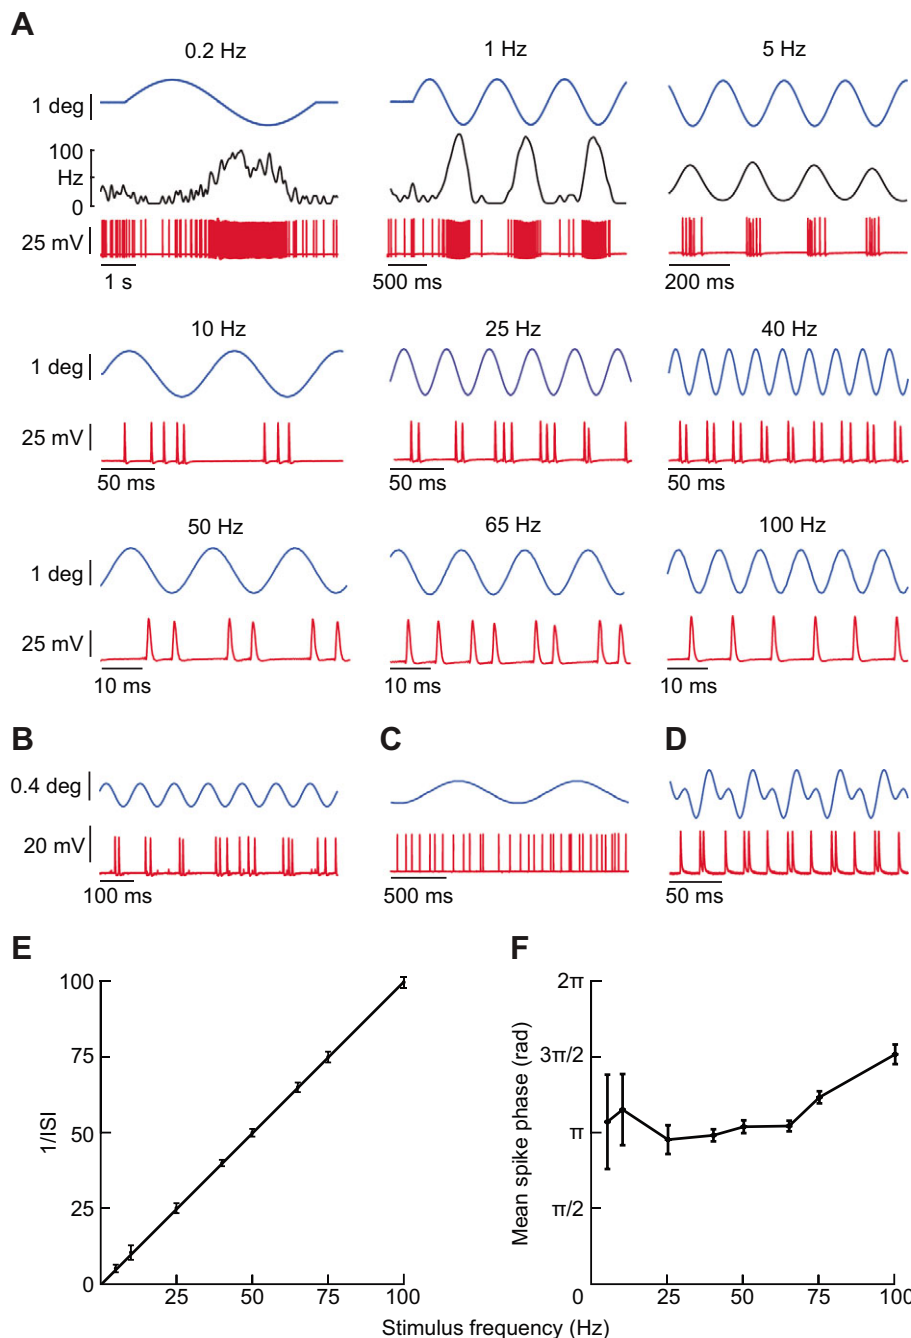 A
0.2 Hz
1 Hz
5 Hz
1 deg
100
Hz
0
25 mV
1 s
500 ms
200 ms
10 Hz
25 Hz
40 Hz
1 deg
25 mV
50 ms
50 ms
50 ms
50 Hz
65 Hz
100 Hz
1 deg
25 mV
10 ms
10 ms
10 ms
B
C
D
0.4 deg
20 mV
100 ms
500 ms
50 ms
E
F
100
75
50
25
0
1/ISI
25
50
75
100
2π
3π/2
π
π/2
0
Mean spike phase (rad)
25
50
75
100
Stimulus frequency (Hz)